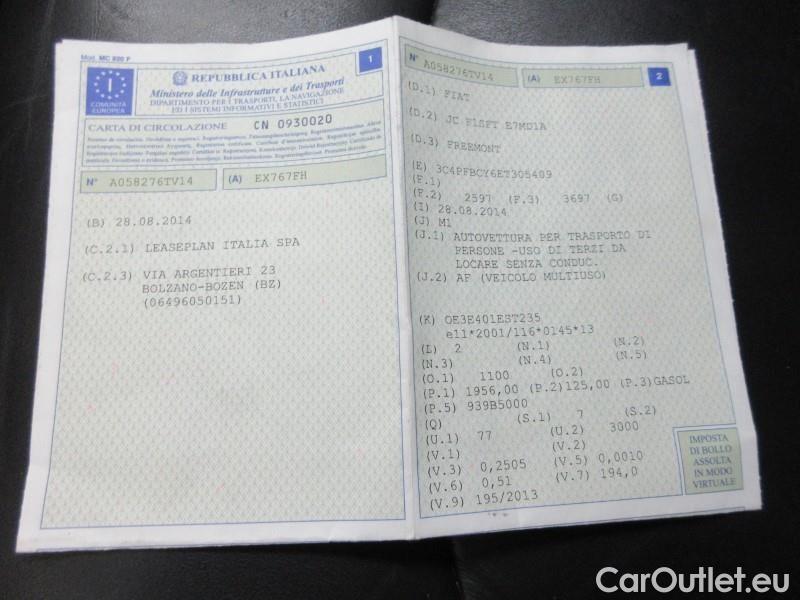 Mod. MC 820 F
1
I
COMUNITÀ
EUROPEA
REPUBBLICA ITALIANA
Ministero delle Infrastrutture e dei Trasporti
DIPARTIMENTO PER I TRASPORTI, LA NAVIGAZIONE
ED I SISTEMI INFORMATIVI E STATISTICI
CARTA DI CIRCOLAZIONE CN 0930020
N° A058276TV14 (A) EX767FH
(B) 28.08.2014
(C.2.1) LEASEPLAN ITALIA SPA
(C.2.3) VIA ARGENTIERI 23
BOLZANO-BOZEN (BZ)
(06496050151)
N° A058276TV14 (A) EX767FH
2
(D.1) FIAT
(D.2) JC F1SFT E7MD1A
(D.3) FREEMONT
(E) 3C4PFBCY6ET305409
(F.1)
(F.2) 2597 (F.3) 3697 (G)
(I) 28.08.2014
(J) M1
(J.1) AUTOVETTURA PER TRASPORTO DI
PERSONE -USO DI TERZI DA
LOCARE SENZA CONDUC.
(J.2) AF (VEICOLO MULTIUSO)
(K) OE3E401EST235
e11*2001/116*0145*13
(L) 2 (N.1) (N.2)
(N.3) (N.4) (N.5)
(O.1) 1100 (O.2)
(P.1) 1956,00 (P.2)125,00 (P.3)GASOL
(P.5) 939B5000
(Q) (S.1) 7 (S.2)
(U.1) 77 (U.2) 3000
(V.1) (V.2)
(V.3) 0,2505 (V.5) 0,0010
(V.6) 0,51 (V.7) 194,0
(V.9) 195/2013
IMPOSTA
DI BOLLO
ASSOLTA
IN MODO
VIRTUALE
CarOutlet.eu